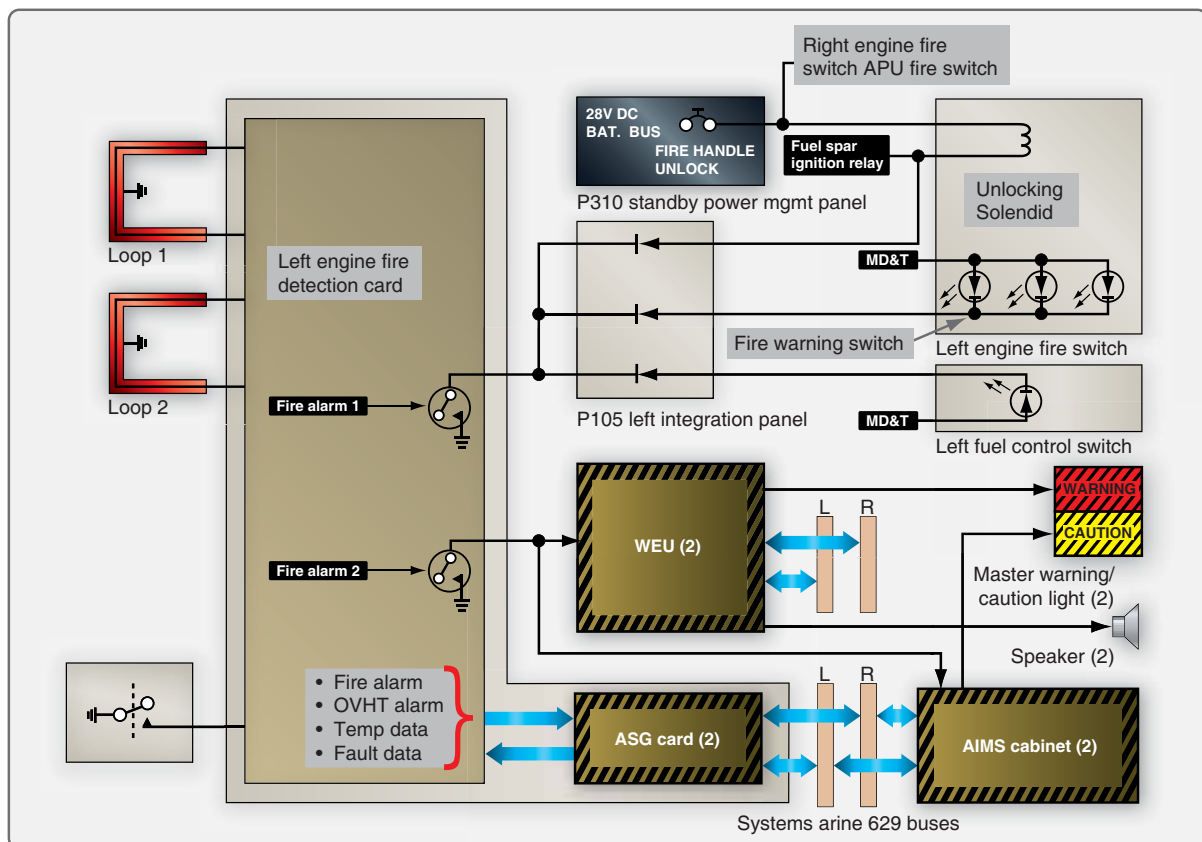 Right engine fire
switch APU fire switch
28V DC
BAT. BUS
FIRE HANDLE
UNLOCK
Fuel spar
ignition relay
P310 standby power mgmt panel
Unlocking
Solendid
Loop 1
Left engine fire
detection card
MD&T
Fire warning switch
Left engine fire switch
Loop 2
Fire alarm 1
P105 left integration panel
MD&T
Left fuel control switch
WEU (2)
L
R
WARNING
CAUTION
Master warning/
caution light (2)
Fire alarm 2
Speaker (2)
• Fire alarm
• OVHT alarm
• Temp data
• Fault data
ASG card (2)
L
R
AIMS cabinet (2)
Systems arine 629 buses